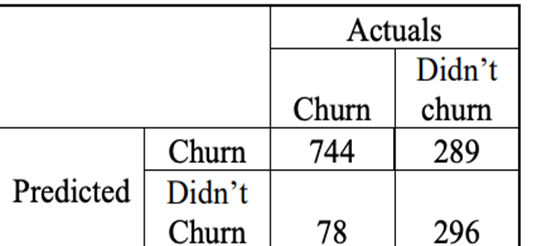 Actuals
Churn Didn't churn
Churn 744 289
Predicted Didn't Churn 78 296